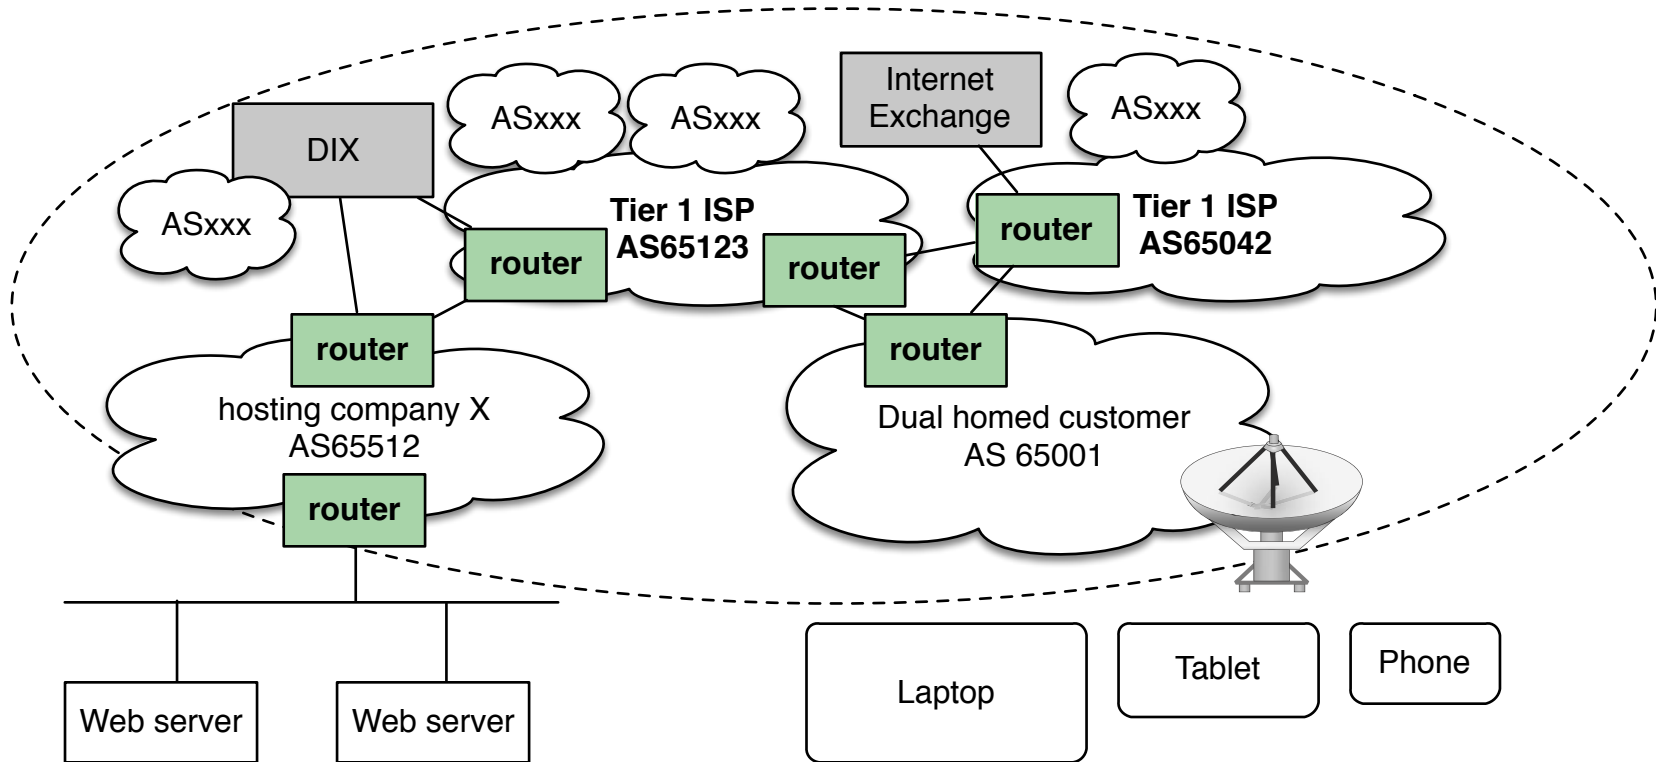 Internet
Exchange
ASxxx
ASxxx
ASxxx
DIX
ASxxx
Tier 1 ISP
AS65123
Tier 1 ISP
AS65042
router
router
router
router
router
hosting company X
AS65512
Dual homed customer
AS 65001
router
Laptop
Tablet
Phone
Web server
Web server